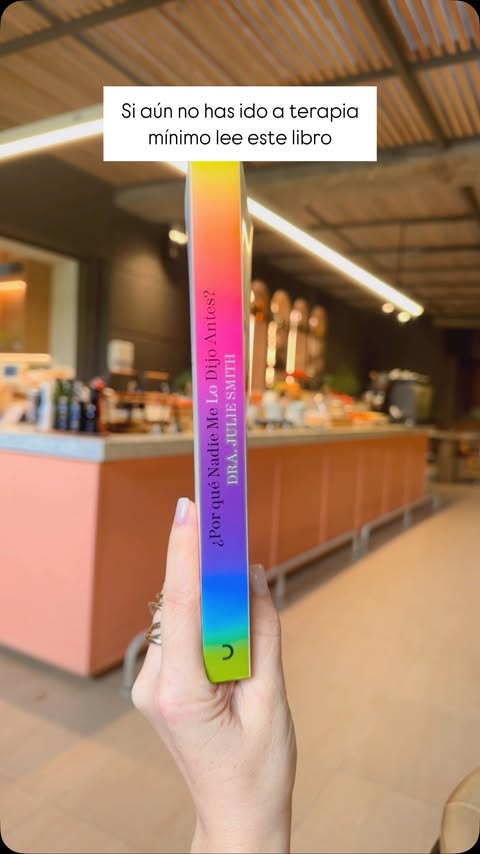 Si aún no has ido a terapia
mínimo lee este libro
¿Por qué Nadie Me Lo Dijo Antes?
DRA. JULIE SMITH